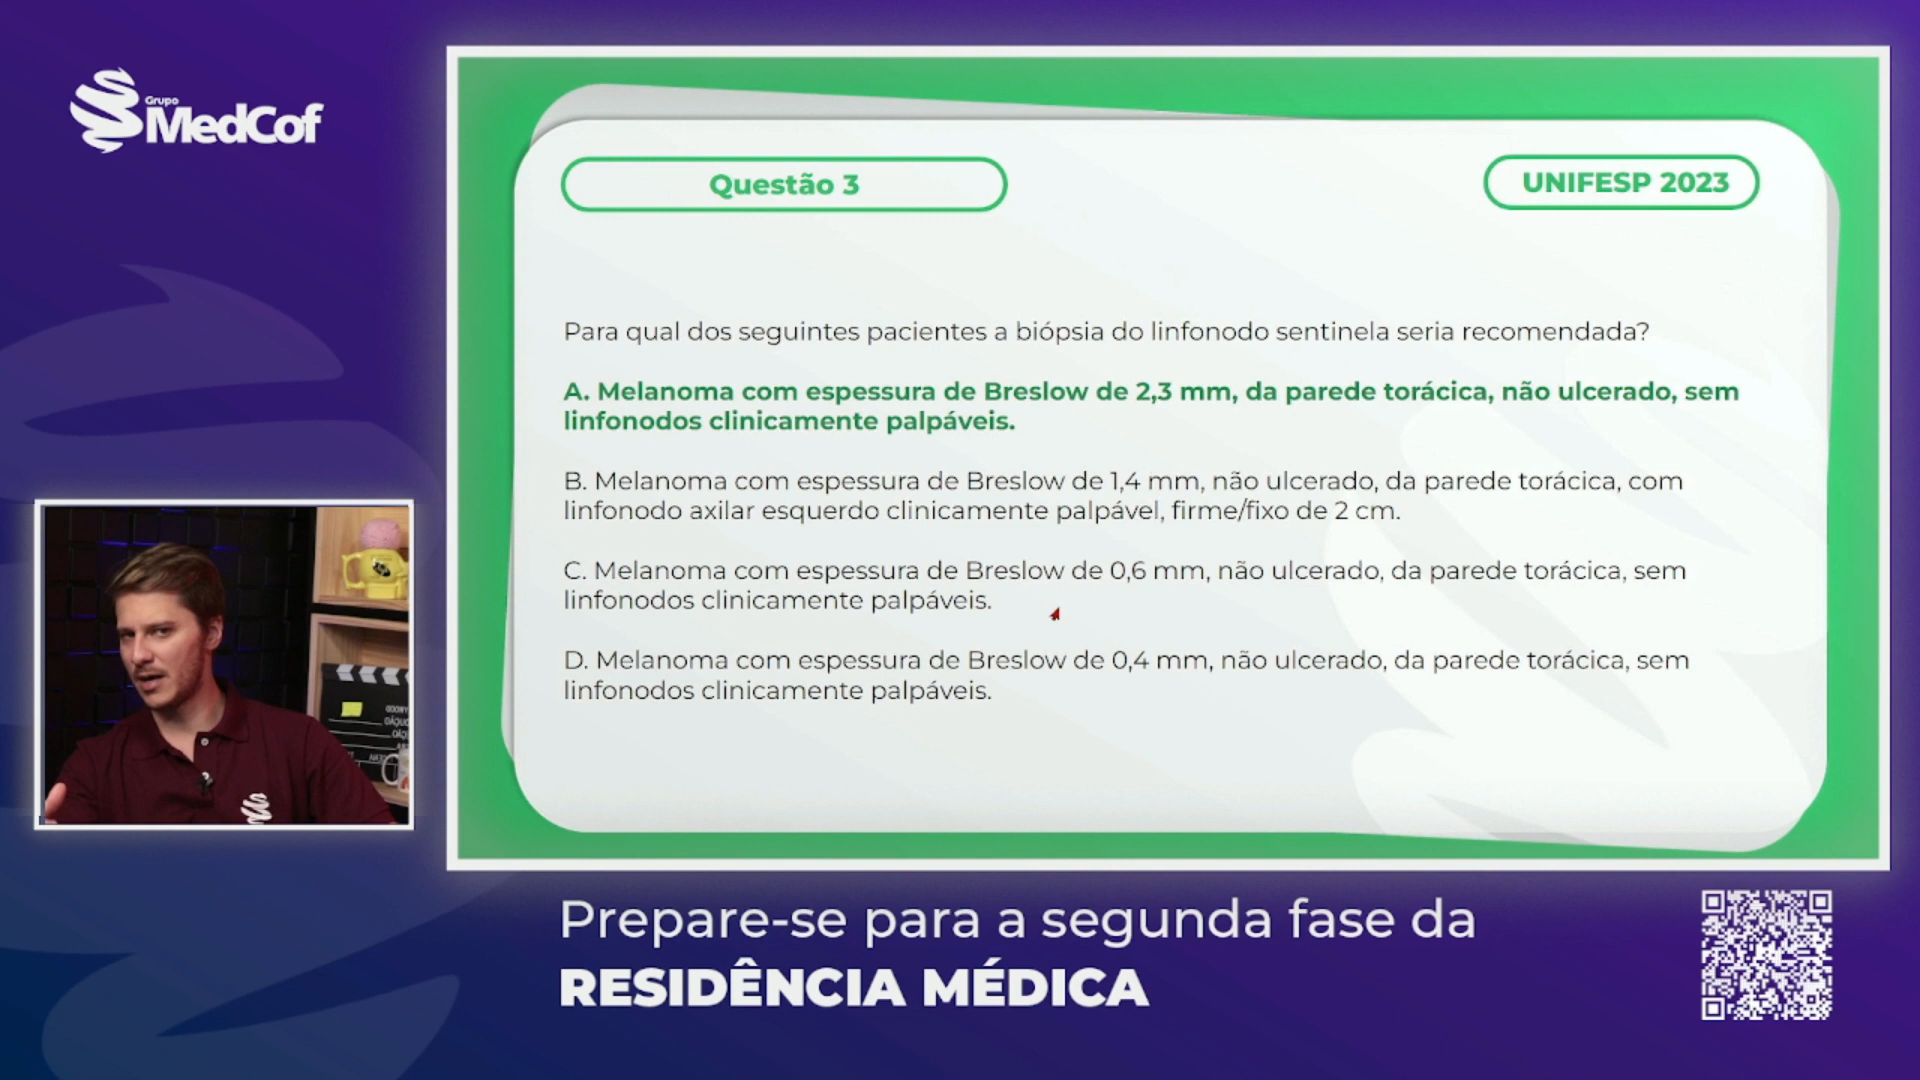 Grupo
MedCof
Questão 3
UNIFESP 2023
Para qual dos seguintes pacientes a biópsia do linfonodo sentinela seria recomendada?
A. Melanoma com espessura de Breslow de 2,3 mm, da parede torácica, não ulcerado, sem
linfonodos clinicamente palpáveis.
B. Melanoma com espessura de Breslow de 1,4 mm, não ulcerado, da parede torácica, com
linfonodo axilar esquerdo clinicamente palpável, firme/fixo de 2 cm.
C. Melanoma com espessura de Breslow de 0,6 mm, não ulcerado, da parede torácica, sem
linfonodos clinicamente palpáveis.
D. Melanoma com espessura de Breslow de 0,4 mm, não ulcerado, da parede torácica, sem
linfonodos clinicamente palpáveis.
Prepare-se para a segunda fase da
RESIDÊNCIA MÉDICA